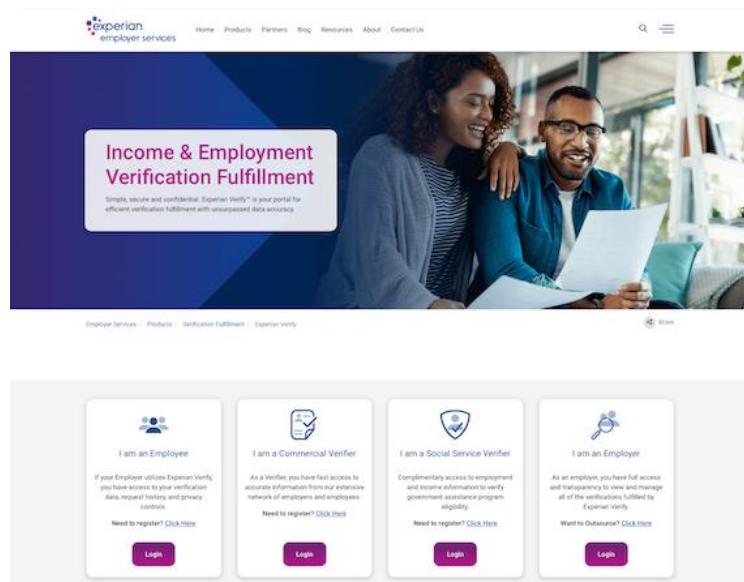 experian.
employer services
Home Products Partners Blog Resources About Contact Us
Income & Employment
Verification Fulfillment
Simple, secure and confidential. Experian Verify™ is your portal for
efficient verification fulfillment with unsurpassed data accuracy.
Employer Services / Products / Verification Fulfillment / Experian Verify
Share
I am an Employee
If your Employer utilizes Experian Verify,
you have access to your verification
data, request history, and privacy
controls.
Need to register? Click Here
Login
I am a Commercial Verifier
As a Verifier, you have fast access to
accurate information from our extensive
network of employers and employees.
Need to register? Click Here
Login
I am a Social Service Verifier
Complimentary access to employment
and income information to verify
government assistance program
eligibility.
Need to register? Click Here
Login
I am an Employer
As an employer, you have full access
and transparency to view and manage
all of the verifications fulfilled by
Experian Verify.
Want to Outsource? Click Here
Login